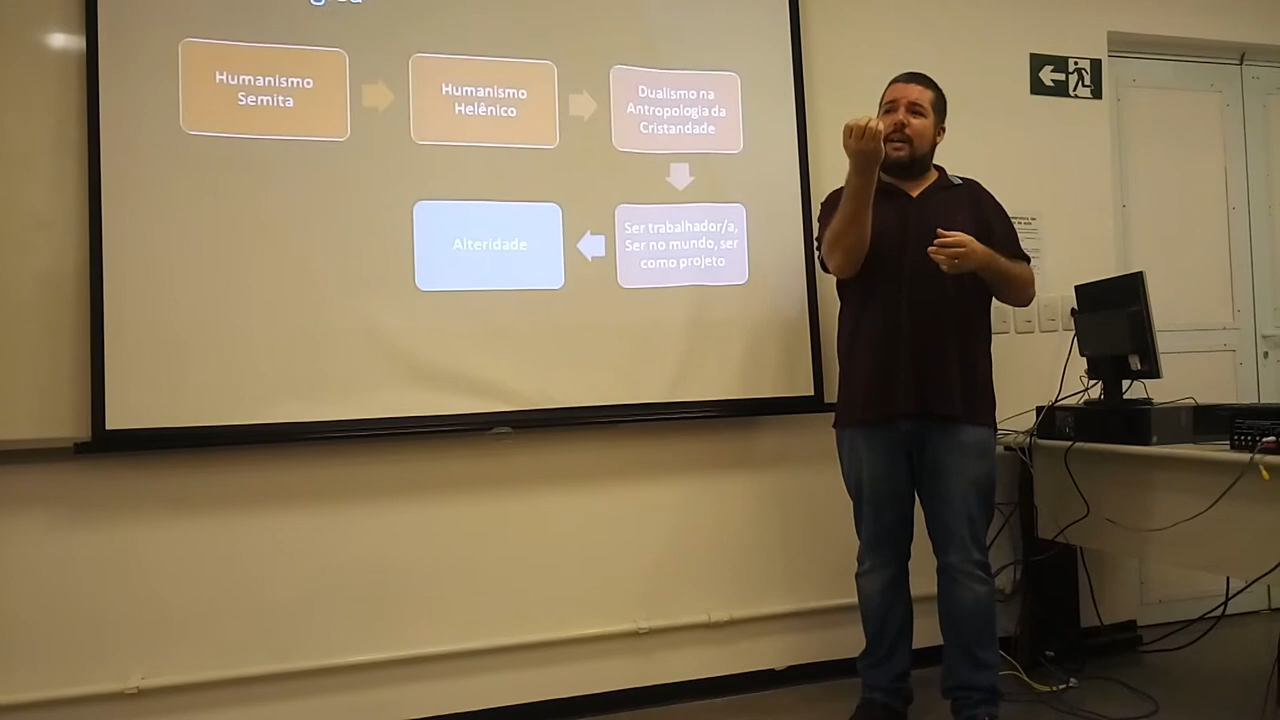 Humanismo
Semita
Humanismo
Helênico
Dualismo na
Antropologia da
Cristandade
Ser trabalhador/a,
Ser no mundo, ser
como projeto
Alteridade